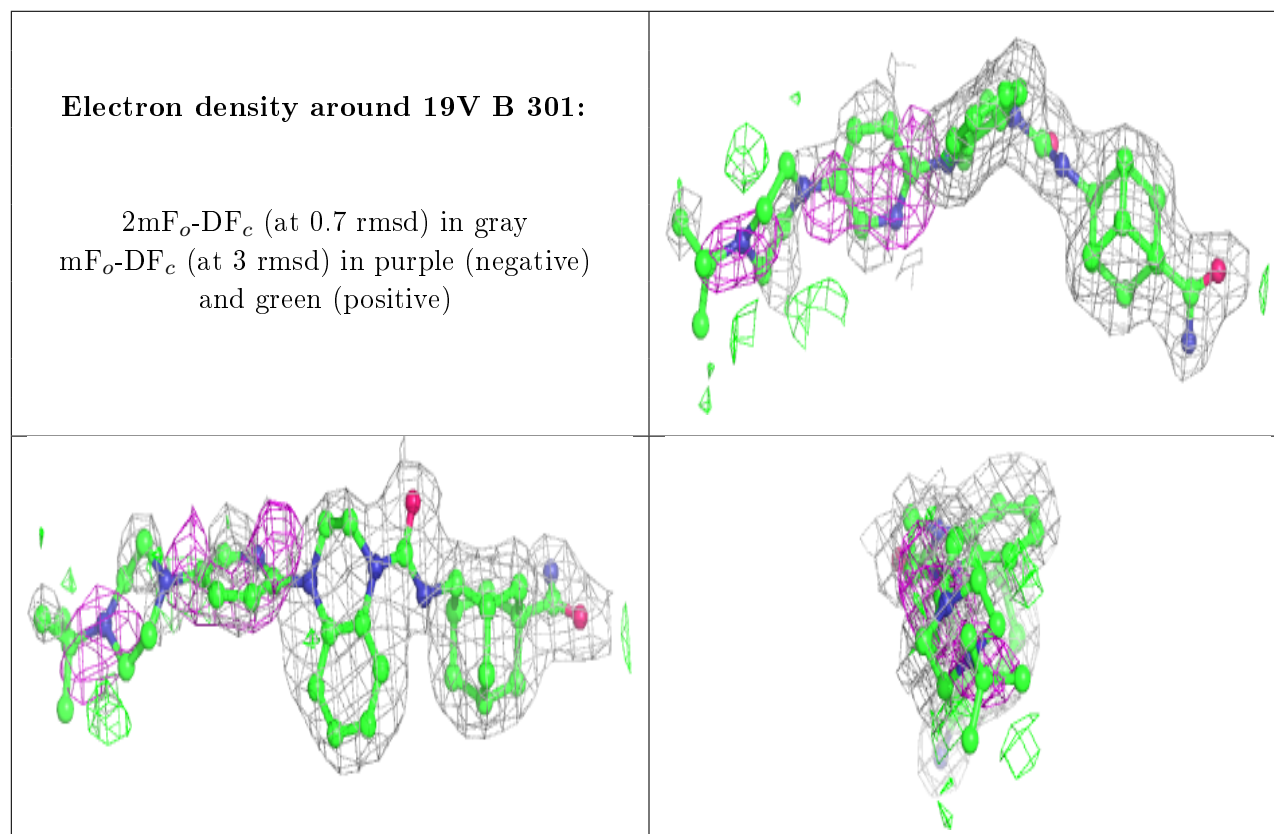 Electron density around 19V B 301:
2mFₒ-DF𝒸 (at 0.7 rmsd) in gray
mFₒ-DF𝒸 (at 3 rmsd) in purple (negative)
and green (positive)